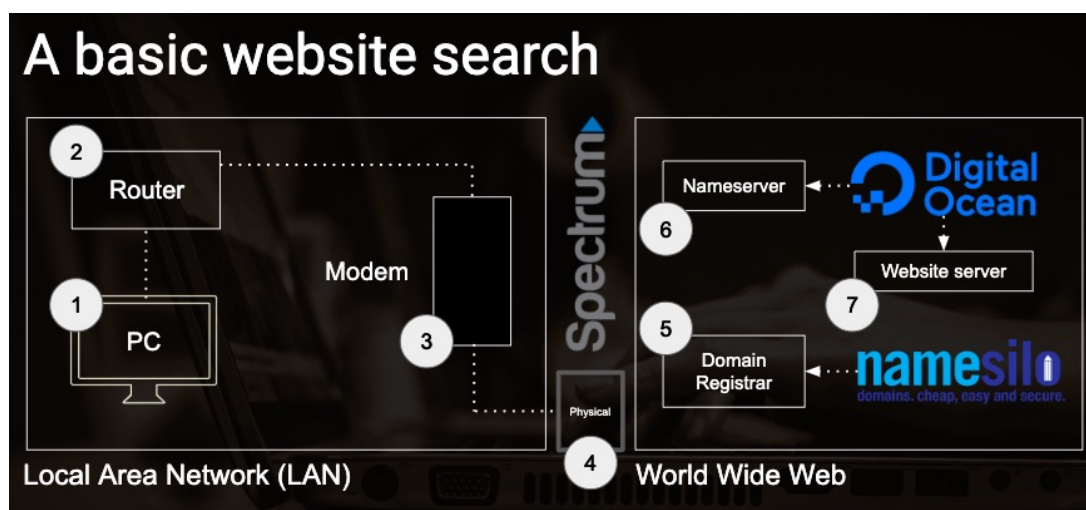 A basic website search
2
Router
1
PC
Modem
3
Local Area Network (LAN)
Spectrum
Physical
4
Nameserver
6
Digital
Ocean
Website server
7
5
Domain
Registrar
namesilo
domains. cheap, easy and secure.
World Wide Web